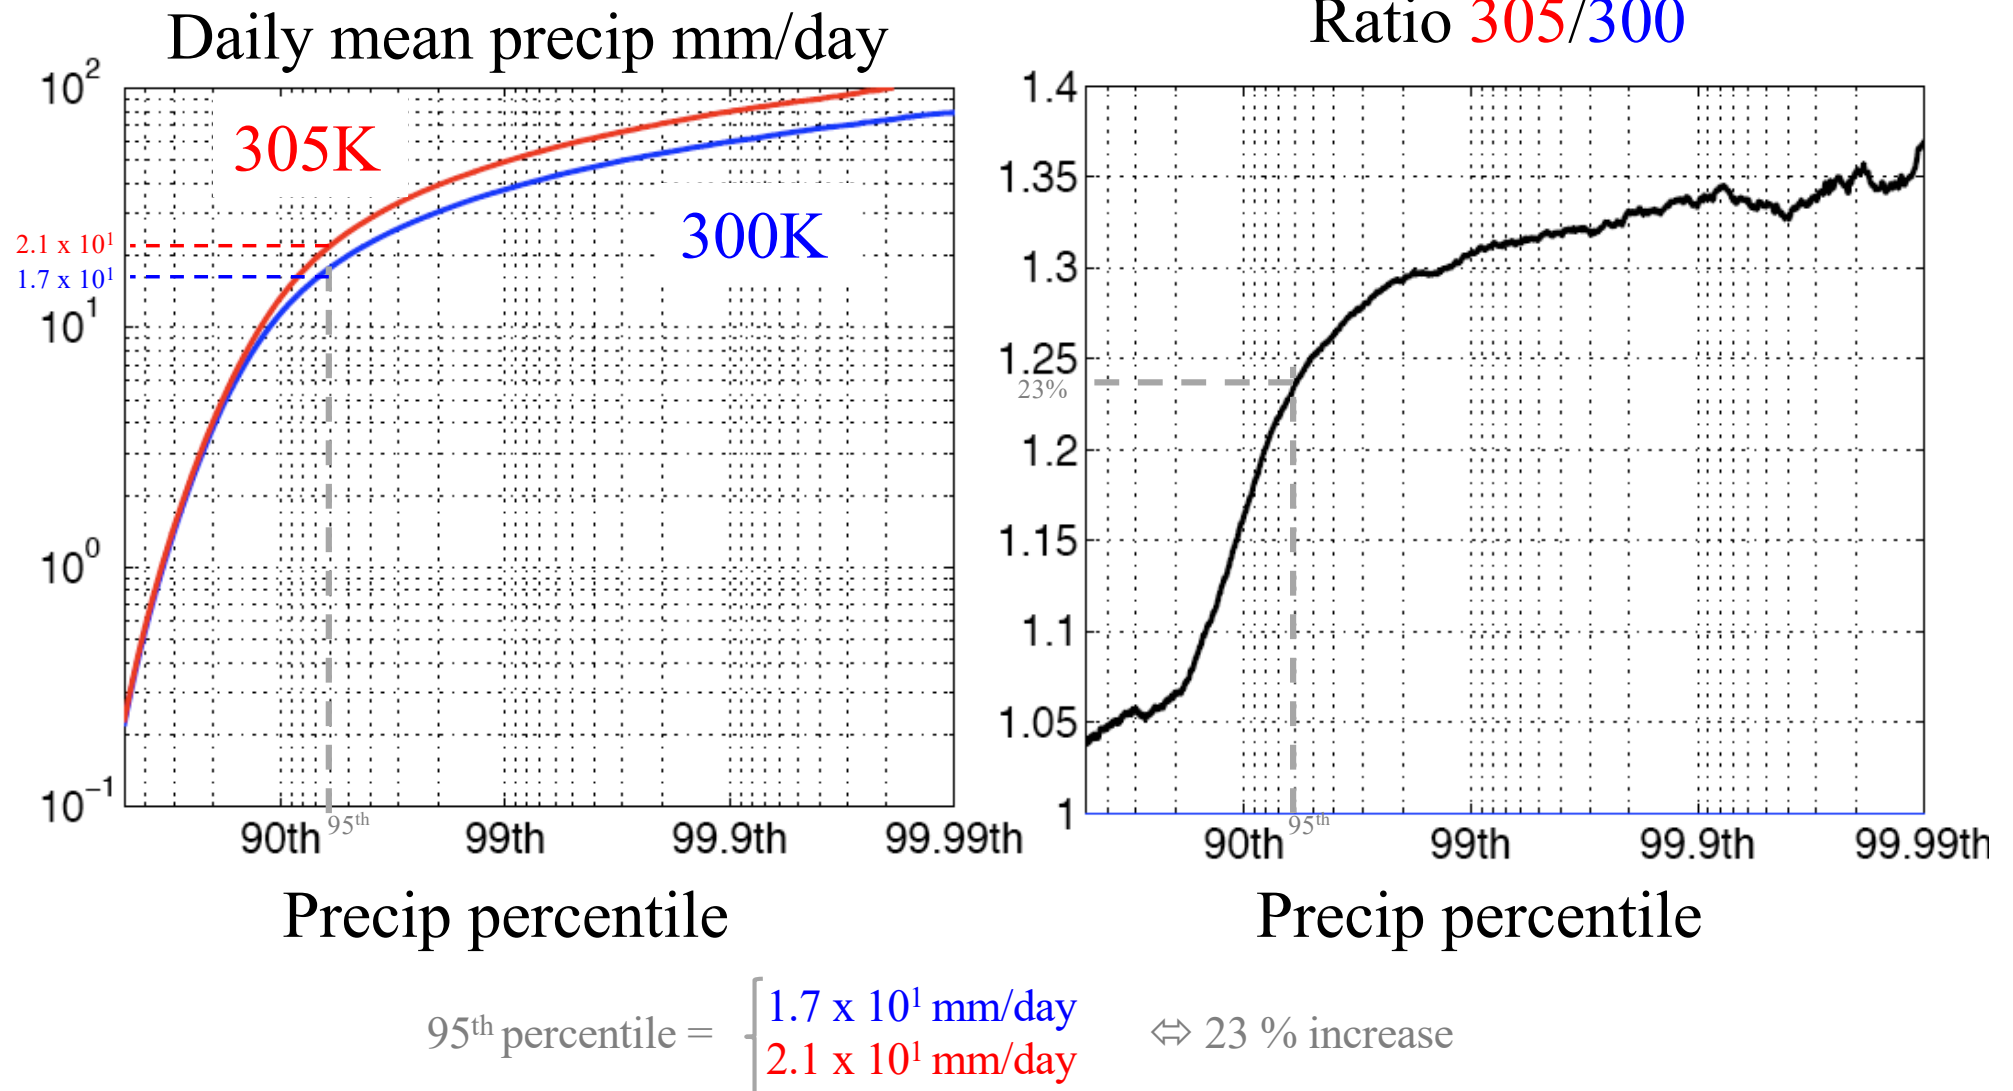 Daily mean precip mm/day
10²
305K
300K
2.1 x 10¹
1.7 x 10¹
10¹
10⁰
10⁻¹
90th
95ᵗʰ
99th
99.9th
99.99th
Precip percentile
Ratio 305/300
1.4
1.35
1.3
1.25
23%
1.2
1.15
1.1
1.05
1
90th
95ᵗʰ
99th
99.9th
99.99th
Precip percentile
1.7 x 10¹ mm/day
95ᵗʰ percentile = ⇔ 23 % increase
2.1 x 10¹ mm/day